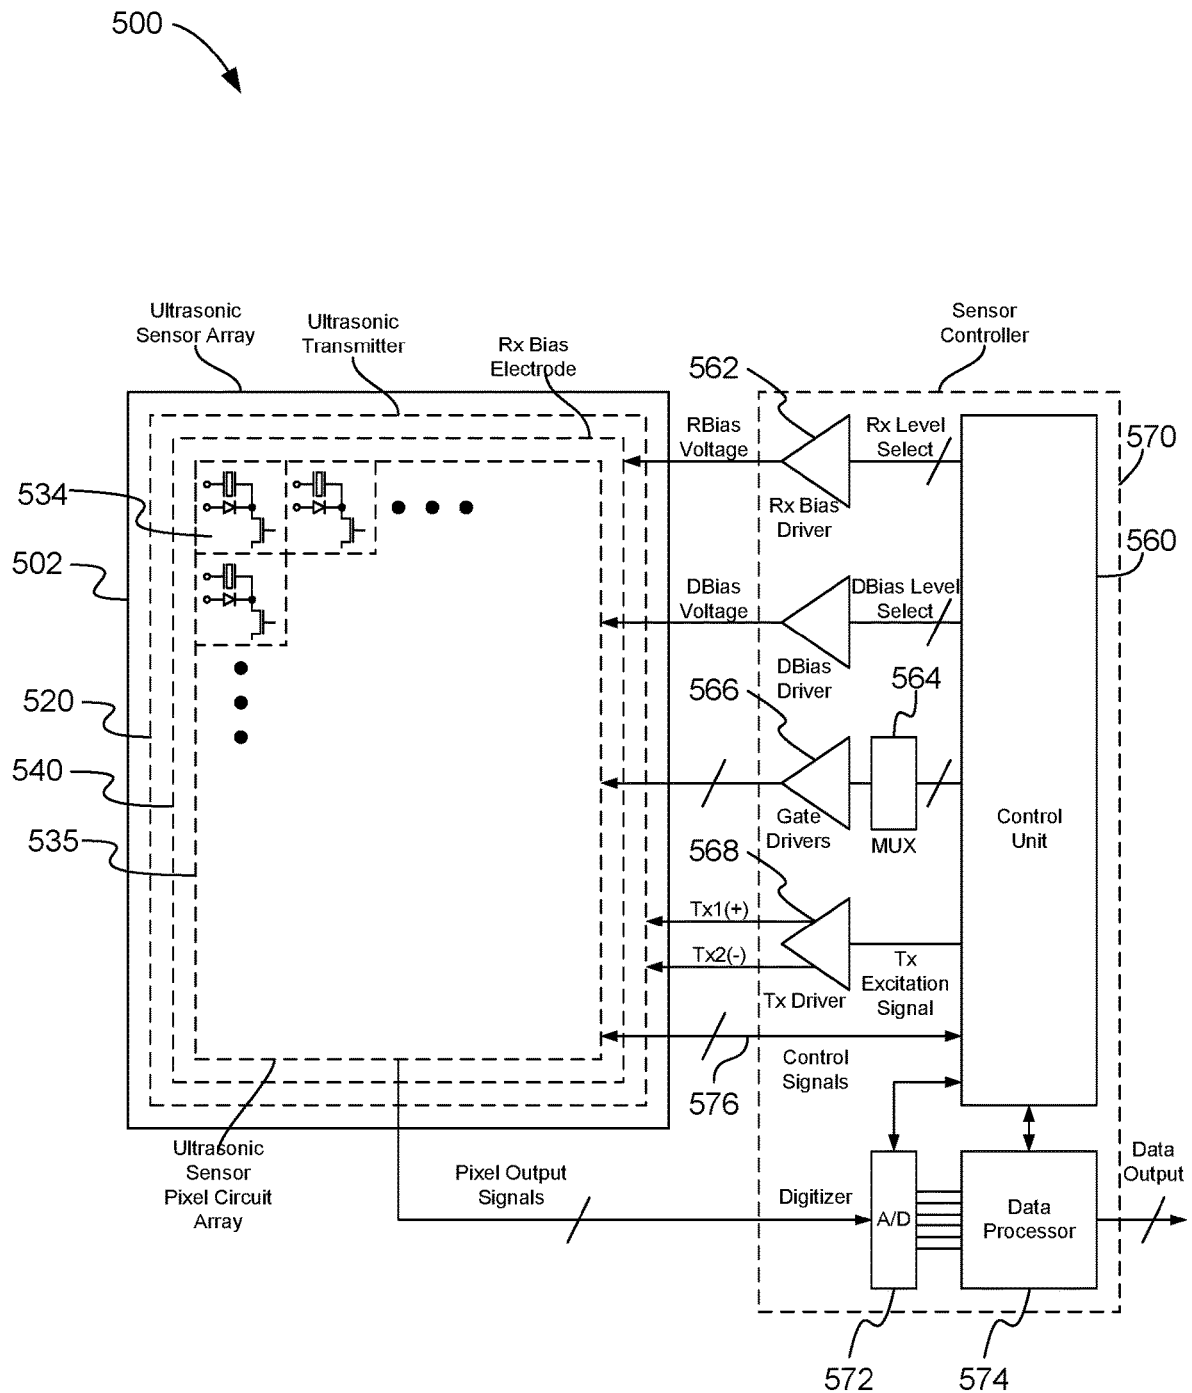 500
Ultrasonic
Sensor Array
Ultrasonic
Transmitter
Rx Bias
Electrode
Sensor
Controller
562
RBias
Voltage
Rx Level
Select
570
534
Rx Bias
Driver
502
560
DBias
Voltage
DBias Level
Select
DBias
Driver
564
566
520
540
Gate
Drivers
MUX
Control
Unit
535
568
Tx1(+)
Tx2(-)
Tx
Excitation
Signal
Tx Driver
Control
Signals
576
Ultrasonic
Sensor
Pixel Circuit
Array
Pixel Output
Signals
Digitizer
A/D
Data
Processor
Data
Output
572
574